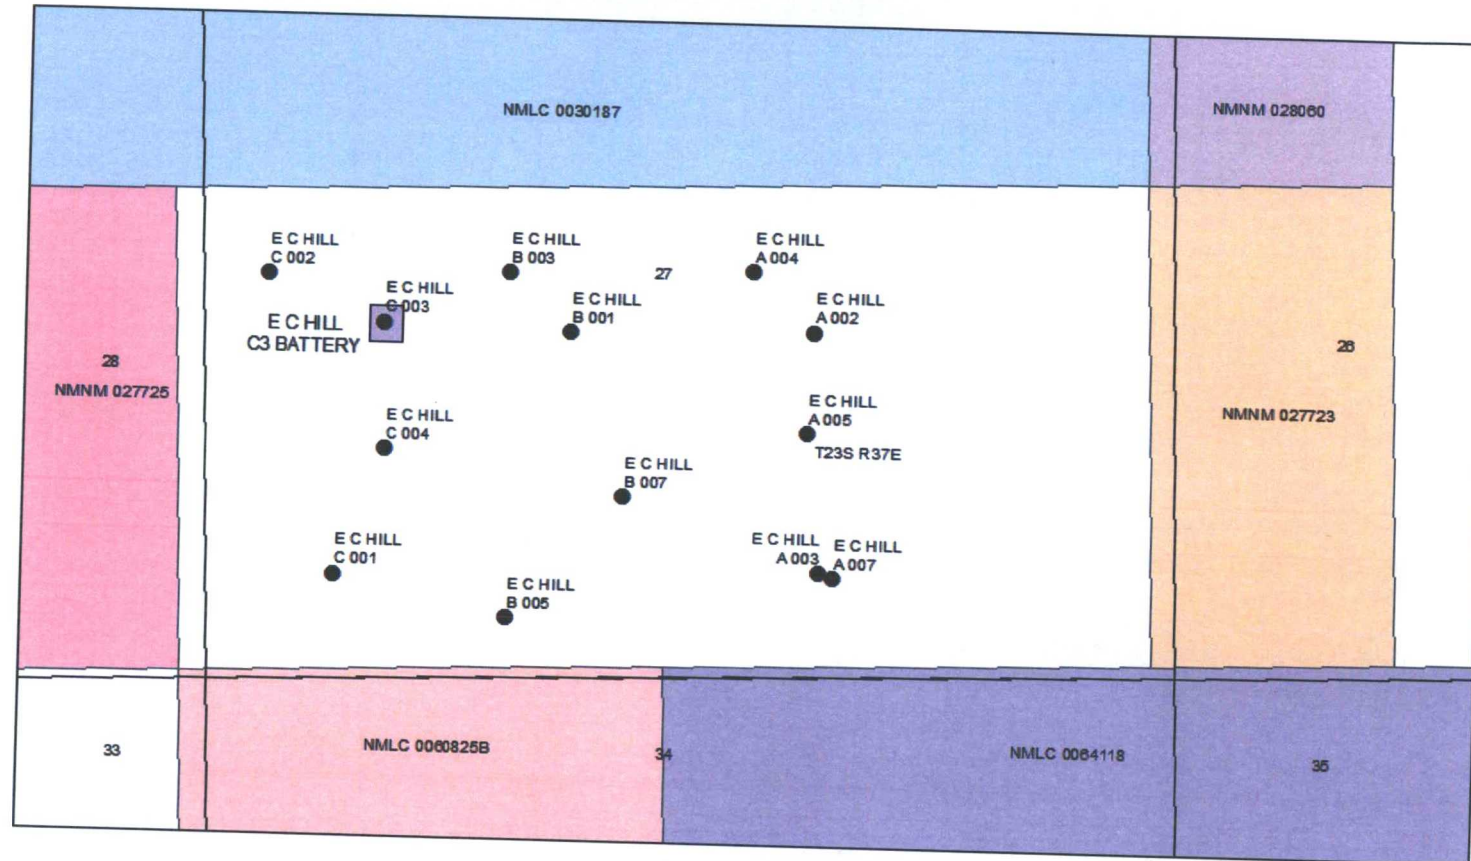 NMLC 0030187
NMNM 028060
E C HILL
C 002
E C HILL
B 003
27
E C HILL
A 004
E C HILL
C 003
E C HILL
B 001
E C HILL
A 002
E C HILL
C3 BATTERY
28
NMNM 027725
26
NMNM 027723
E C HILL
C 004
E C HILL
A 005
T23S R37E
E C HILL
B 007
E C HILL
C 001
E C HILL
A 003
E C HILL
A 007
E C HILL
B 005
33
NMLC 0060825B
34
NMLC 0064118
35